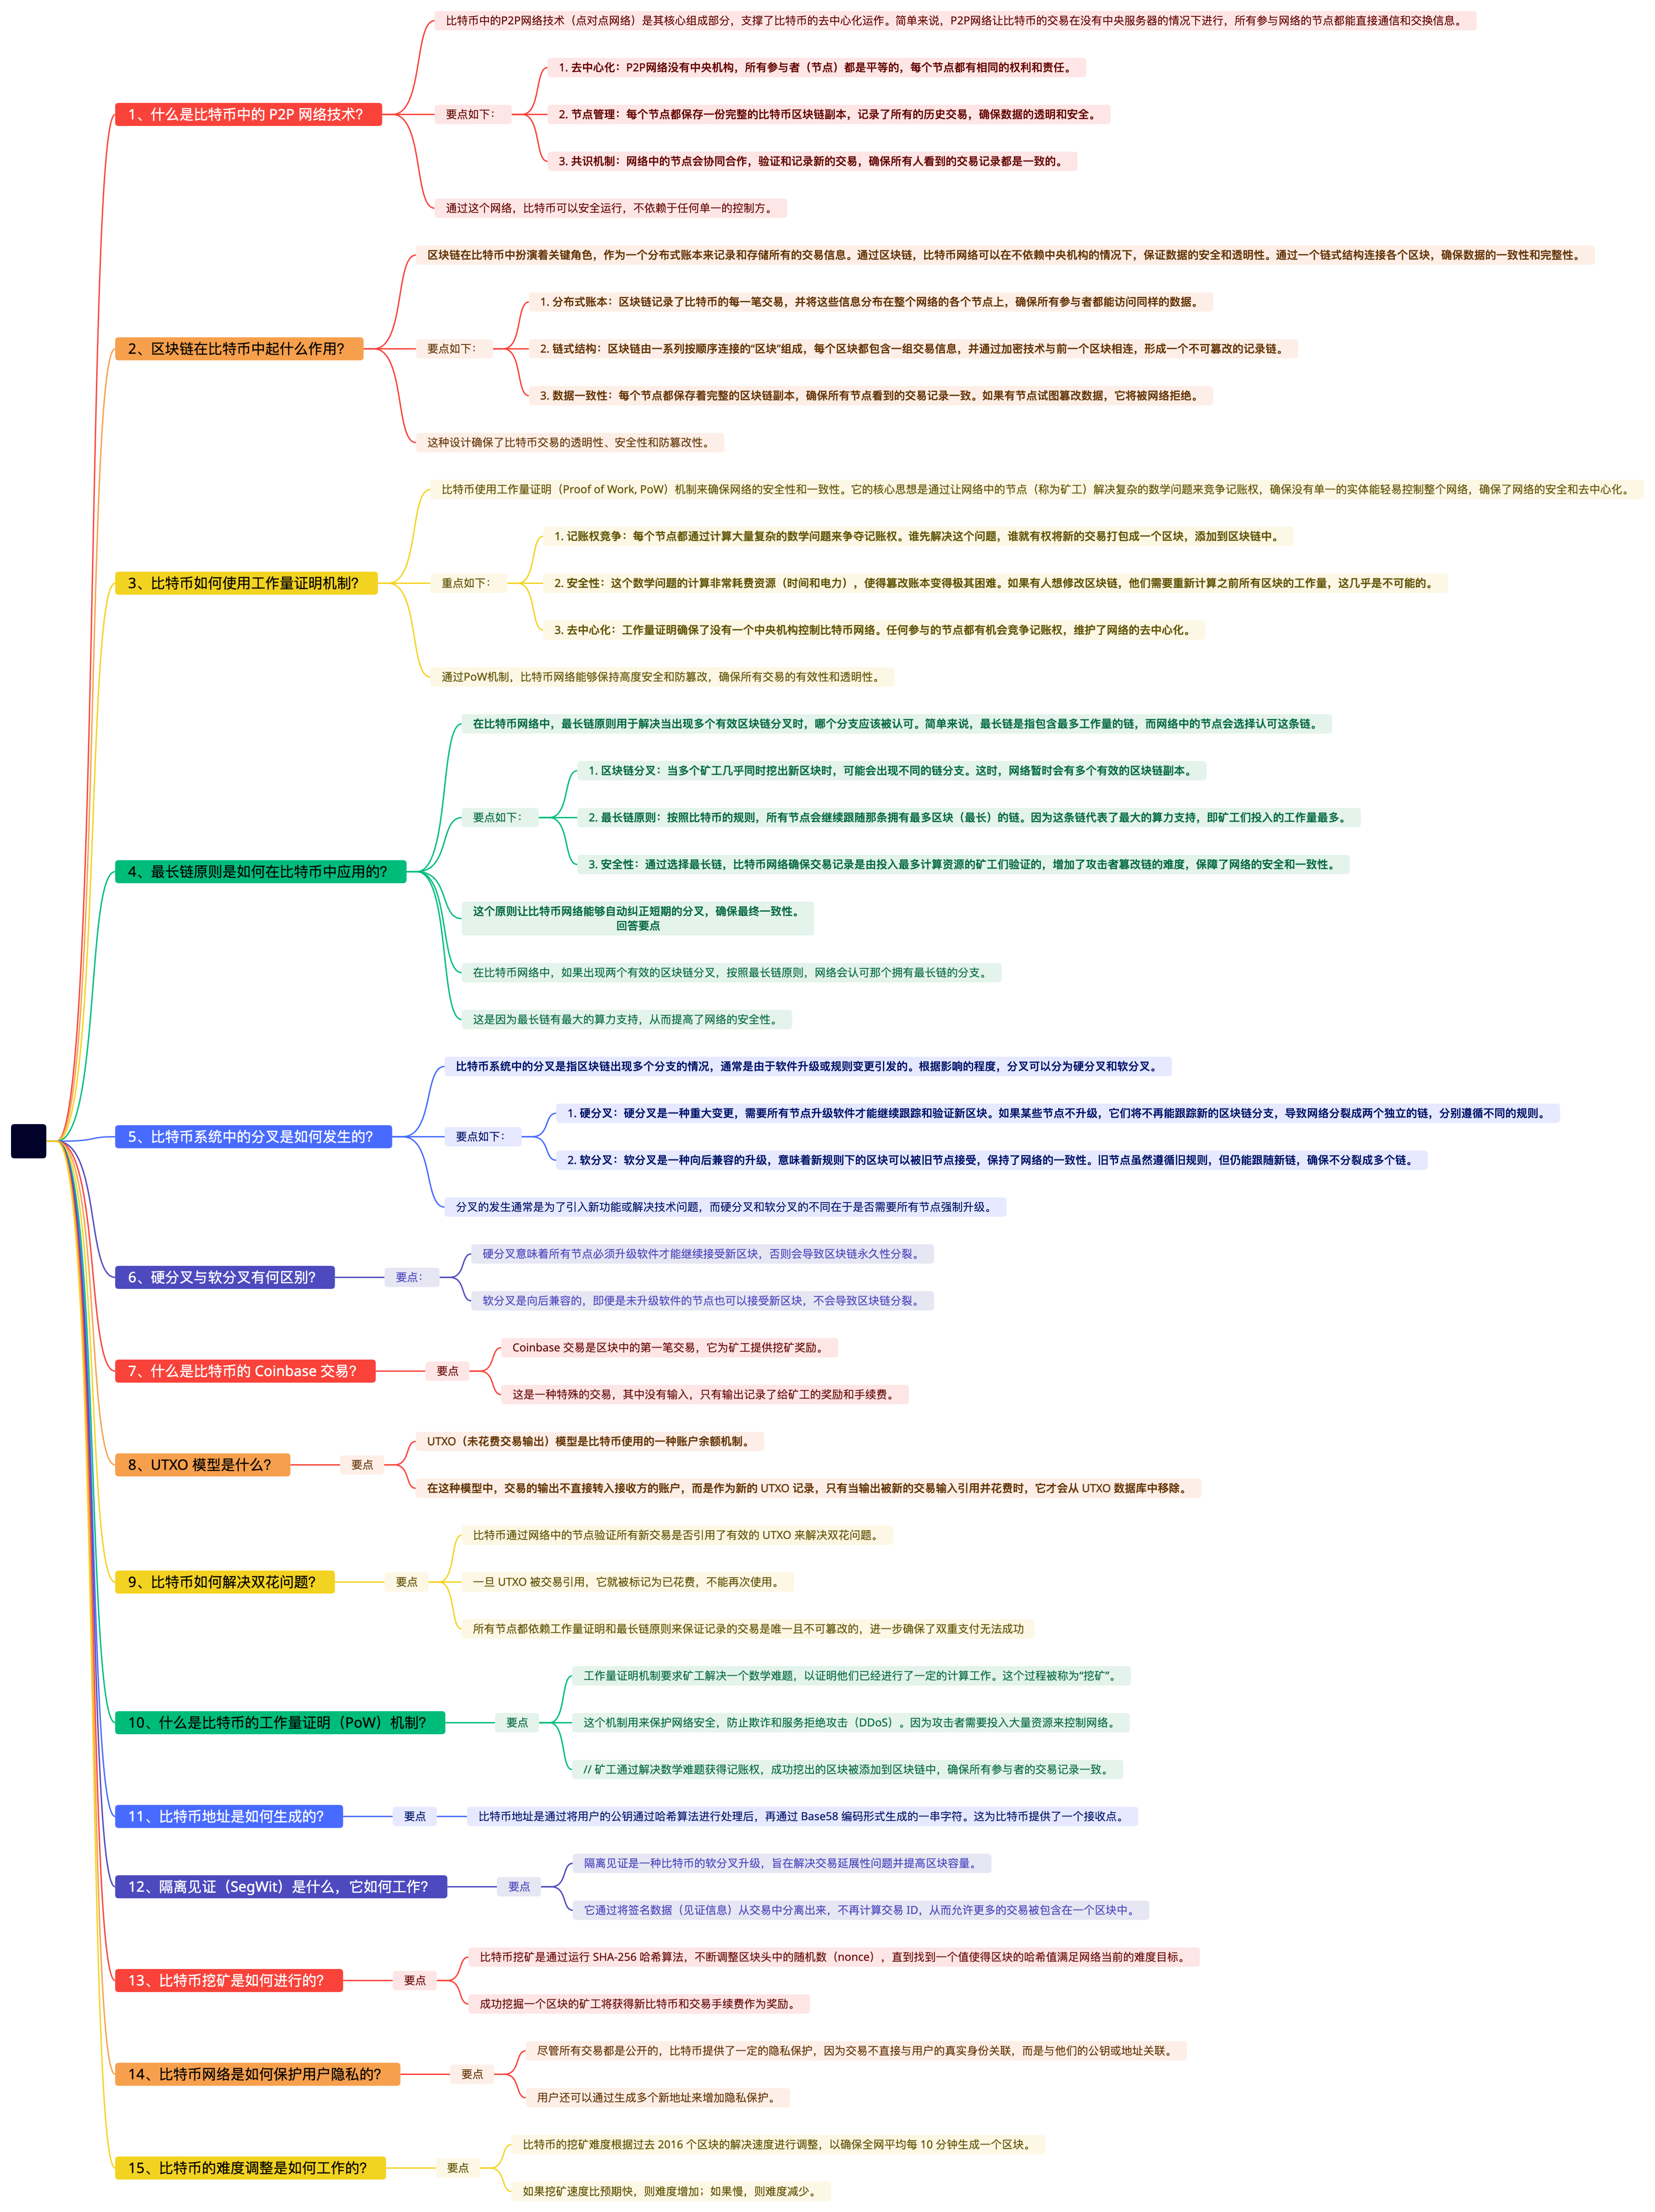 1、什么是比特币中的 P2P 网络技术？
比特币中的P2P网络技术（点对点网络）是其核心组成部分，支撑了比特币的去中心化运作。简单来说，P2P网络让比特币的交易在没有中央服务器的情况下进行，所有参与网络的节点都能直接通信和交换信息。
要点如下：
1. 去中心化：P2P网络没有中央机构，所有参与者（节点）都是平等的，每个节点都有相同的权利和责任。
2. 节点管理：每个节点都保存一份完整的比特币区块链副本，记录了所有的历史交易，确保数据的透明和安全。
3. 共识机制：网络中的节点会协同合作，验证和记录新的交易，确保所有人看到的交易记录都是一致的。
通过这个网络，比特币可以安全运行，不依赖于任何单一的控制方。
2、区块链在比特币中起什么作用？
区块链在比特币中扮演着关键角色，作为一个分布式账本来记录和存储所有的交易信息。通过区块链，比特币网络可以在不依赖中央机构的情况下，保证数据的安全和透明性。通过一个链式结构连接各个区块，确保数据的一致性和完整性。
要点如下：
1. 分布式账本：区块链记录了比特币的每一笔交易，并将这些信息分布在整个网络的各个节点上，确保所有参与者都能访问同样的数据。
2. 链式结构：区块链由一系列按顺序连接的“区块”组成，每个区块都包含一组交易信息，并通过加密技术与前一个区块相连，形成一个不可篡改的记录链。
3. 数据一致性：每个节点都保存着完整的区块链副本，确保所有节点看到的交易记录一致。如果有节点试图篡改数据，它将被网络拒绝。
这种设计确保了比特币交易的透明性、安全性和防篡改性。
3、比特币如何使用工作量证明机制？
比特币使用工作量证明（Proof of Work, PoW）机制来确保网络的安全性和一致性。它的核心思想是通过让网络中的节点（称为矿工）解决复杂的数学问题来竞争记账权，确保没有单一的实体能轻易控制整个网络，确保了网络的安全和去中心化。
重点如下：
1. 记账权竞争：每个节点都通过计算大量复杂的数学问题来争夺记账权。谁先解决这个问题，谁就有权将新的交易打包成一个区块，添加到区块链中。
2. 安全性：这个数学问题的计算非常耗费资源（时间和电力），使得篡改账本变得极其困难。如果有人想修改区块链，他们需要重新计算之前所有区块的工作量，这几乎是不可能的。
3. 去中心化：工作量证明确保了没有一个中央机构控制比特币网络。任何参与的节点都有机会竞争记账权，维护了网络的去中心化。
通过PoW机制，比特币网络能够保持高度安全和防篡改，确保所有交易的有效性和透明性。
4、最长链原则是如何在比特币中应用的？
在比特币网络中，最长链原则用于解决当出现多个有效区块链分叉时，哪个分支应该被认可。简单来说，最长链是指包含最多工作量的链，而网络中的节点会选择认可这条链。
要点如下：
1. 区块链分叉：当多个矿工几乎同时挖出新区块时，可能会出现不同的链分支。这时，网络暂时会有多个有效的区块链副本。
2. 最长链原则：按照比特币的规则，所有节点会继续跟随那条拥有最多区块（最长）的链。因为这条链代表了最大的算力支持，即矿工们投入的工作量最多。
3. 安全性：通过选择最长链，比特币网络确保交易记录是由投入最多计算资源的矿工们验证的，增加了攻击者篡改链的难度，保障了网络的安全和一致性。
这个原则让比特币网络能够自动纠正短期的分叉，确保最终一致性。
回答要点
在比特币网络中，如果出现两个有效的区块链分叉，按照最长链原则，网络会认可那个拥有最长链的分支。
这是因为最长链有最大的算力支持，从而提高了网络的安全性。
5、比特币系统中的分叉是如何发生的？
比特币系统中的分叉是指区块链出现多个分支的情况，通常是由于软件升级或规则变更引发的。根据影响的程度，分叉可以分为硬分叉和软分叉。
要点如下：
1. 硬分叉：硬分叉是一种重大变更，需要所有节点升级软件才能继续跟踪和验证新区块。如果某些节点不升级，它们将不再能跟踪新的区块链分支，导致网络分裂成两个独立的链，分别遵循不同的规则。
2. 软分叉：软分叉是一种向后兼容的升级，意味着新规则下的区块可以被旧节点接受，保持了网络的一致性。旧节点虽然遵循旧规则，但仍能跟随新链，确保不分裂成多个链。
分叉的发生通常是为了引入新功能或解决技术问题，而硬分叉和软分叉的不同在于是否需要所有节点强制升级。
6、硬分叉与软分叉有何区别？
要点：
硬分叉意味着所有节点必须升级软件才能继续接受新区块，否则会导致区块链永久性分裂。
软分叉是向后兼容的，即便是未升级软件的节点也可以接受新区块，不会导致区块链分裂。
7、什么是比特币的 Coinbase 交易？
要点
Coinbase 交易是区块中的第一笔交易，它为矿工提供挖矿奖励。
这是一种特殊的交易，其中没有输入，只有输出记录了给矿工的奖励和手续费。
8、UTXO 模型是什么？
要点
UTXO（未花费交易输出）模型是比特币使用的一种账户余额机制。
在这种模型中，交易的输出不直接转入接收方的账户，而是作为新的 UTXO 记录，只有当输出被新的交易输入引用并花费时，它才会从 UTXO 数据库中移除。
9、比特币如何解决双花问题？
要点
比特币通过网络中的节点验证所有新交易是否引用了有效的 UTXO 来解决双花问题。
一旦 UTXO 被交易引用，它就被标记为已花费，不能再次使用。
所有节点都依赖工作量证明和最长链原则来保证记录的交易是唯一且不可篡改的，进一步确保了双重支付无法成功
10、什么是比特币的工作量证明（PoW）机制？
要点
工作量证明机制要求矿工解决一个数学难题，以证明他们已经进行了一定的计算工作。这个过程被称为“挖矿”。
这个机制用来保护网络安全，防止欺诈和服务拒绝攻击（DDoS）。因为攻击者需要投入大量资源来控制网络。
// 矿工通过解决数学难题获得记账权，成功挖出的区块被添加到区块链中，确保所有参与者的交易记录一致。
11、比特币地址是如何生成的？
要点
比特币地址是通过将用户的公钥通过哈希算法进行处理后，再通过 Base58 编码形式生成的一串字符。这为比特币提供了一个接收点。
12、隔离见证（SegWit）是什么，它如何工作？
要点
隔离见证是一种比特币的软分叉升级，旨在解决交易延展性问题并提高区块容量。
它通过将签名数据（见证信息）从交易中分离出来，不再计算交易 ID，从而允许更多的交易被包含在一个区块中。
13、比特币挖矿是如何进行的？
要点
比特币挖矿是通过运行 SHA-256 哈希算法，不断调整区块头中的随机数（nonce），直到找到一个值使得区块的哈希值满足网络当前的难度目标。
成功挖掘一个区块的矿工将获得新比特币和交易手续费作为奖励。
14、比特币网络是如何保护用户隐私的？
要点
尽管所有交易都是公开的，比特币提供了一定的隐私保护，因为交易不直接与用户的真实身份关联，而是与他们的公钥或地址关联。
用户还可以通过生成多个新地址来增加隐私保护。
15、比特币的难度调整是如何工作的？
要点
比特币的挖矿难度根据过去 2016 个区块的解决速度进行调整，以确保全网平均每 10 分钟生成一个区块。
如果挖矿速度比预期快，则难度增加；如果慢，则难度减少。